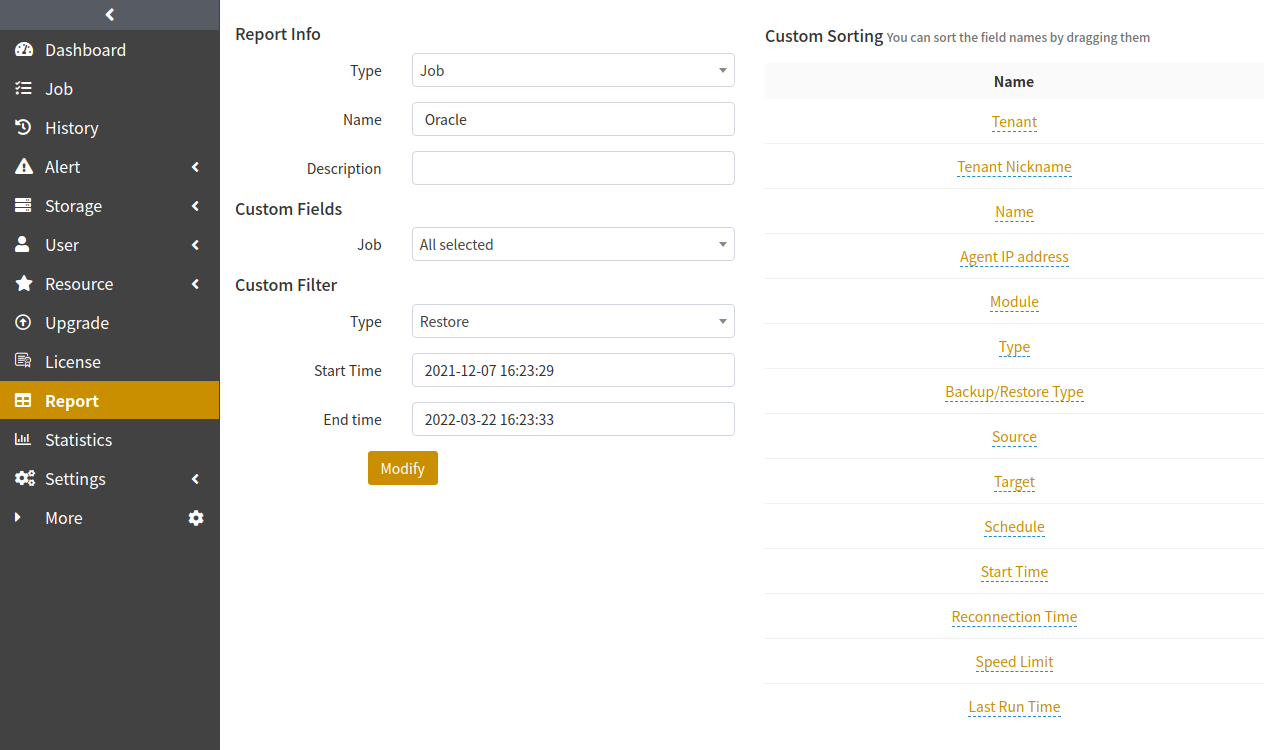 Dashboard
Job
History
Alert
Storage
User
Resource
Upgrade
License
Report
Statistics
Settings
More
Report Info
Type Job
Name Oracle
Description
Custom Fields
Job All selected
Custom Filter
Type Restore
Start Time 2021-12-07 16:23:29
End time 2022-03-22 16:23:33
Modify
Custom Sorting You can sort the field names by dragging them
Name
Tenant
Tenant Nickname
Name
Agent IP address
Module
Type
Backup/Restore Type
Source
Target
Schedule
Start Time
Reconnection Time
Speed Limit
Last Run Time